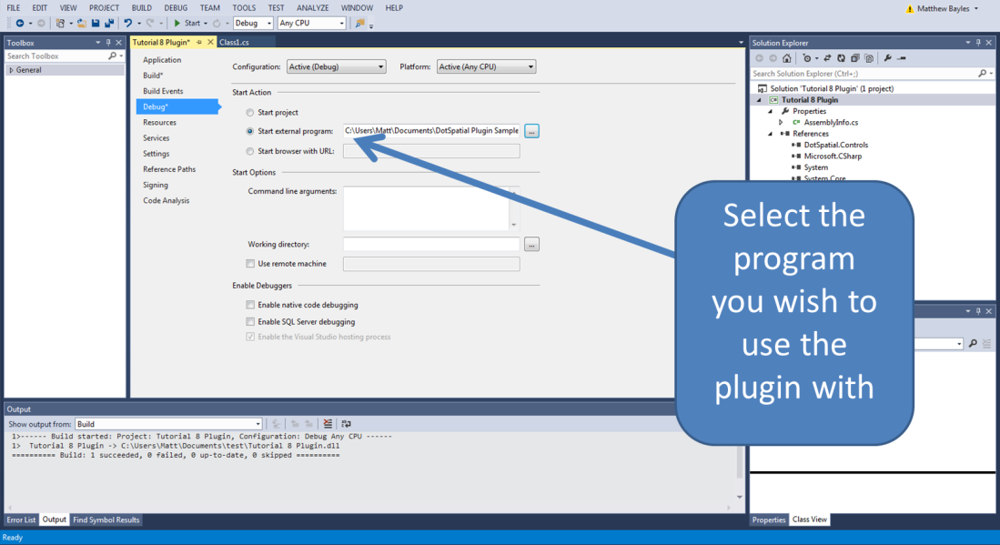 FILE EDIT VIEW PROJECT BUILD DEBUG TEAM TOOLS TEST ANALYZE WINDOW HELP
Matthew Bayles
Start Debug Any CPU
Toolbox
Search Toolbox
General
Tutorial 8 Plugin* Class1.cs
Application
Build*
Build Events
Debug*
Resources
Services
Settings
Reference Paths
Signing
Code Analysis
Configuration: Active (Debug) Platform: Active (Any CPU)
Start Action
Start project
Start external program: C:\Users\Matt\Documents\DotSpatial Plugin Sample ...
Start browser with URL:
Start Options
Command line arguments:
Working directory: ...
Use remote machine
Enable Debuggers
Enable native code debugging
Enable SQL Server debugging
Enable the Visual Studio hosting process
Solution Explorer
Search Solution Explorer (Ctrl+;)
Solution 'Tutorial 8 Plugin' (1 project)
C# Tutorial 8 Plugin
Properties
C# AssemblyInfo.cs
References
DotSpatial.Controls
Microsoft.CSharp
System
System.Core
Select the
program
you wish to
use the
plugin with
Output
Show output from: Build
1>------ Build started: Project: Tutorial 8 Plugin, Configuration: Debug Any CPU ------
1>  Tutorial 8 Plugin -> C:\Users\Matt\Documents\test\Tutorial 8 Plugin.dll
========== Build: 1 succeeded, 0 failed, 0 up-to-date, 0 skipped ==========
Error List Output Find Symbol Results
Properties Class View
Ready